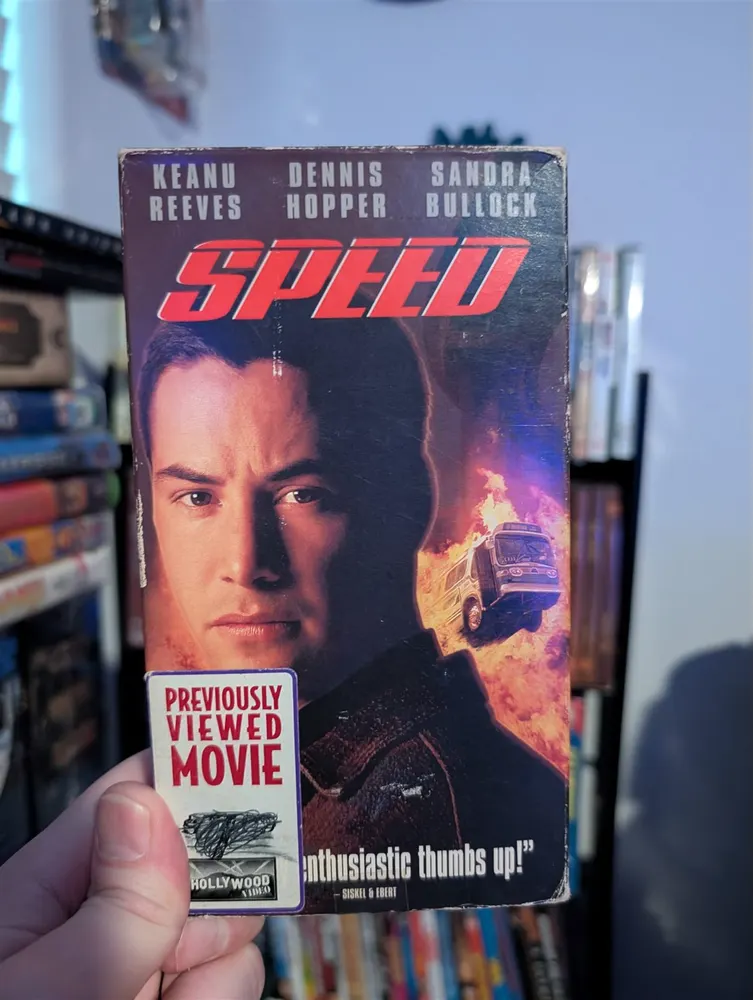 KEANU REEVES
DENNIS HOPPER
SANDRA BULLOCK
SPEED
PREVIOUSLY
VIEWED
MOVIE
HOLLYWOOD
VIDEO
enthusiastic thumbs up!”
– SISKEL & EBERT